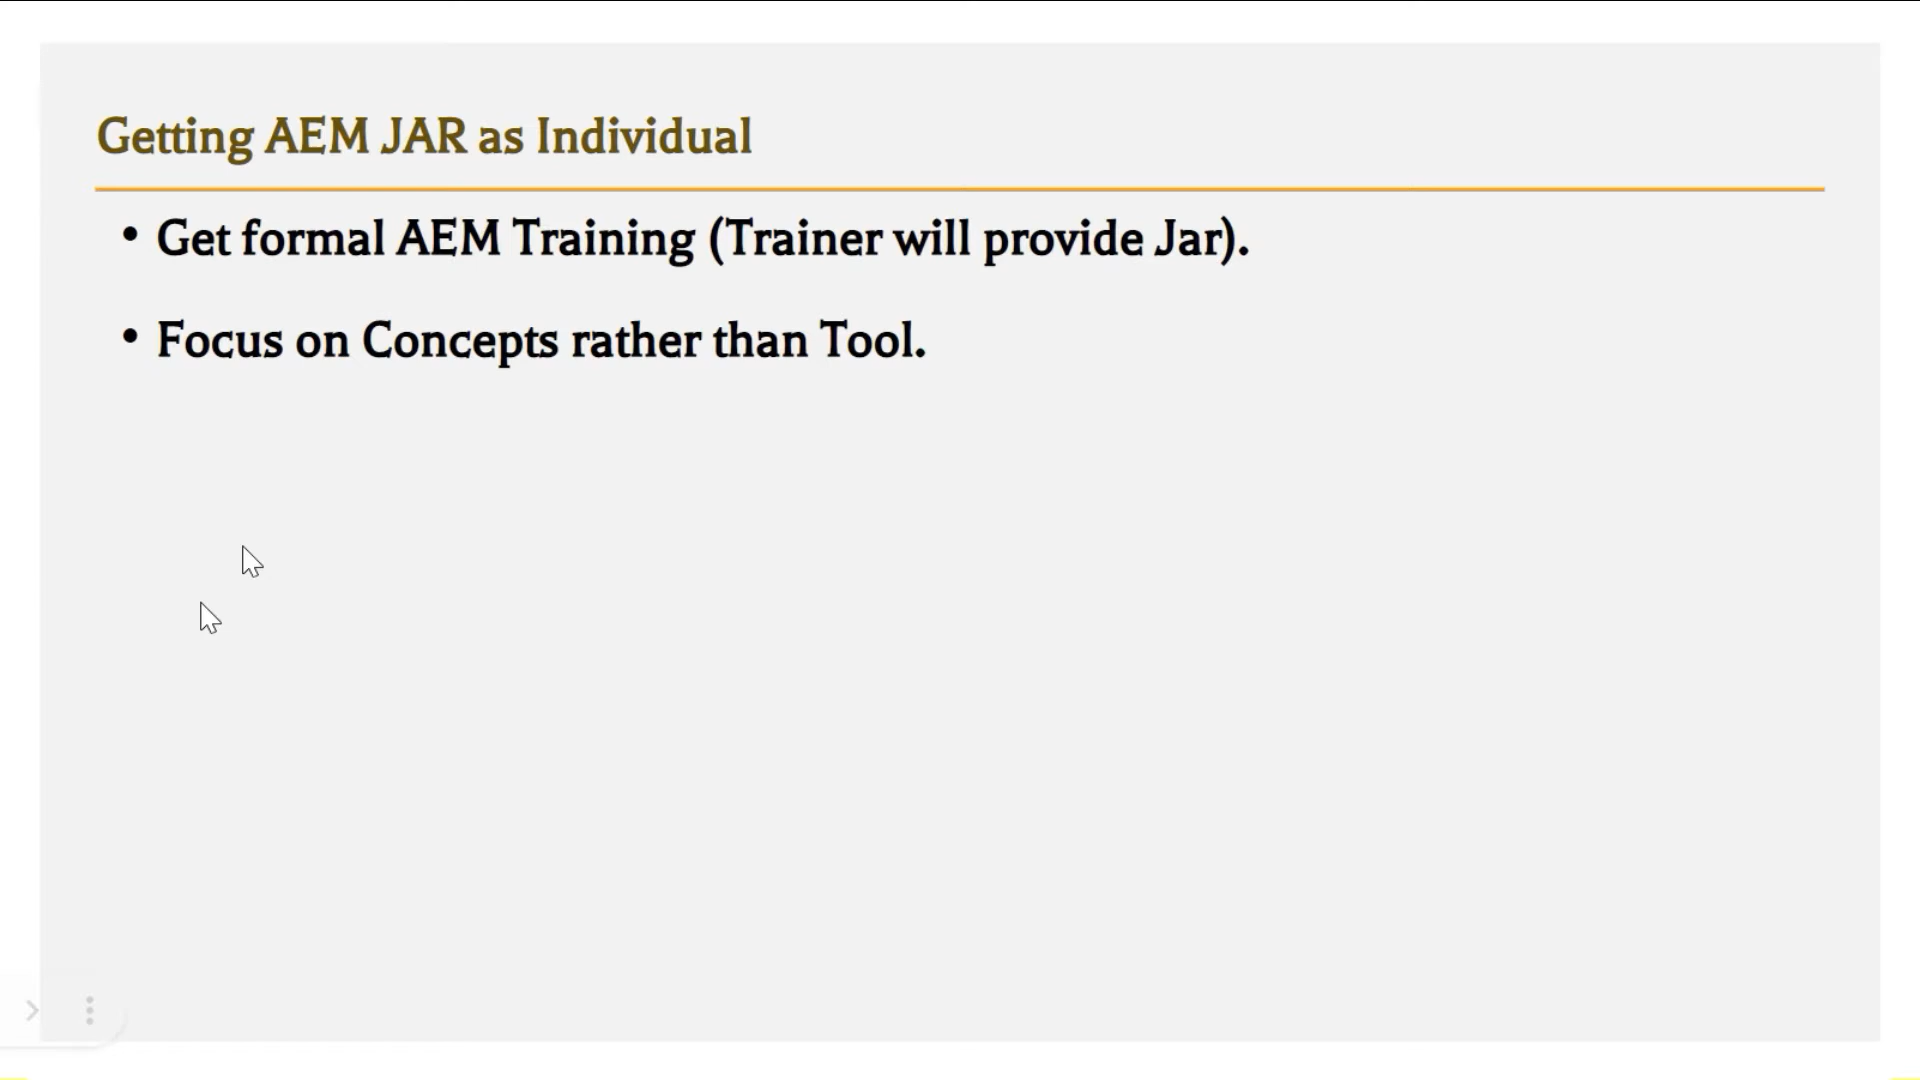 Getting AEM JAR as Individual
• Get formal AEM Training (Trainer will provide Jar).
• Focus on Concepts rather than Tool.